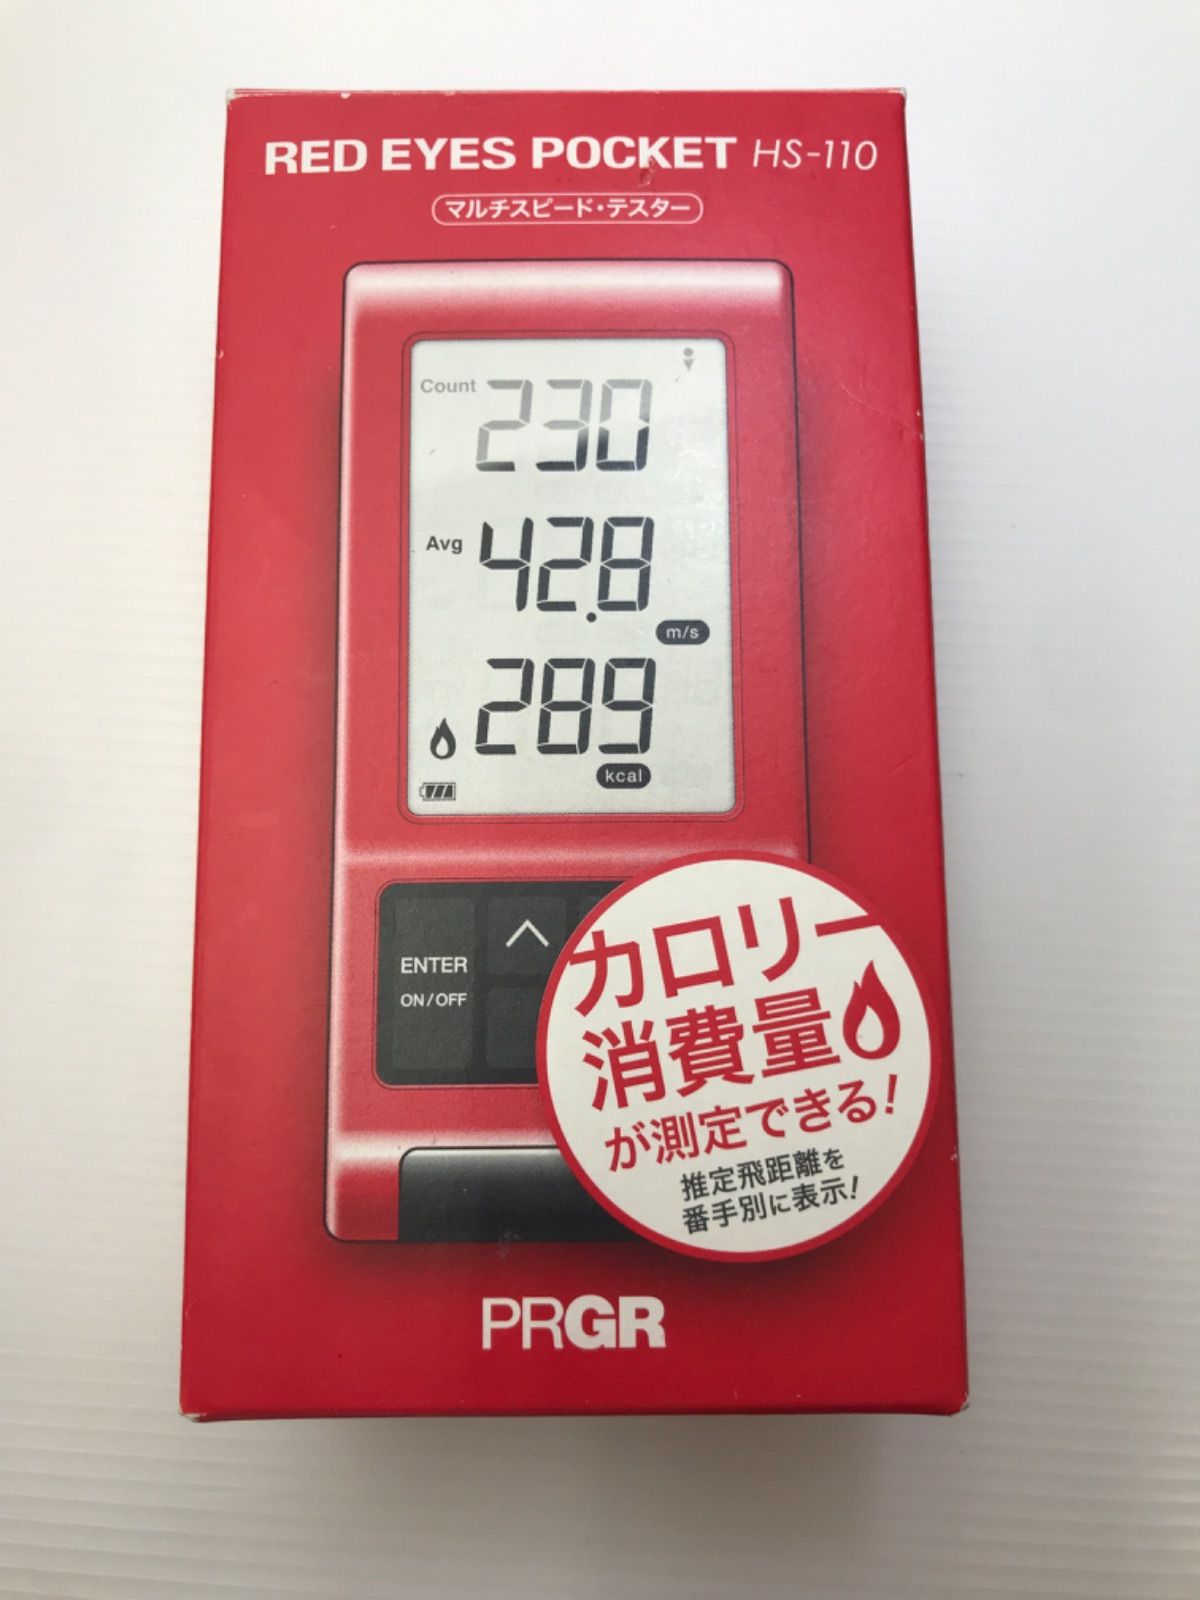 RED EYES POCKET HS-110
マルチスピード・テスター
Count 230
Avg 42.8
m/s
289
kcal
ENTER
ON/OFF
カロリー
消費量
が測定できる!
推定飛距離を
番手別に表示!
PRGR